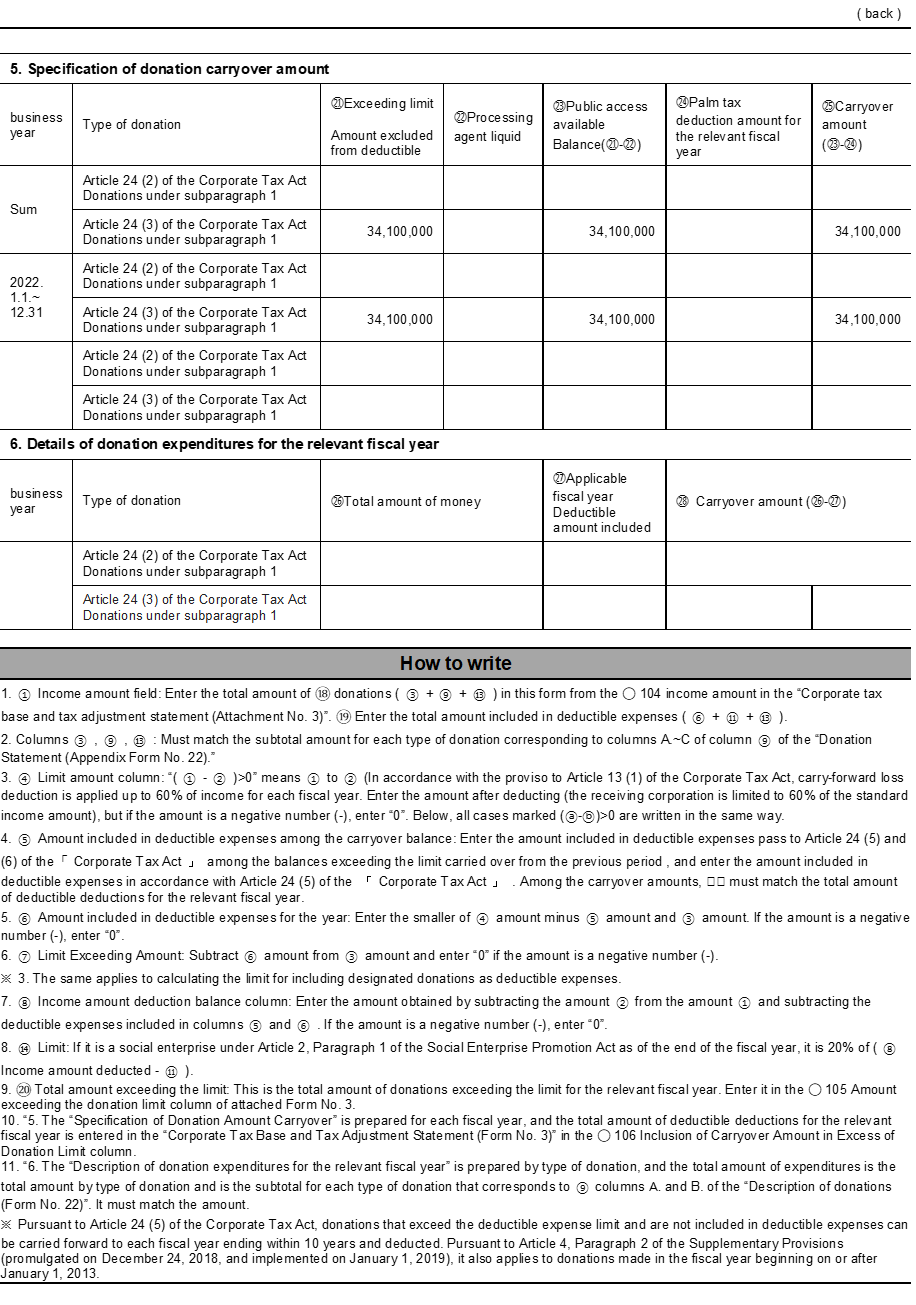 ( back )
5. Specification of donation carryover amount
business
year
Type of donation
㉑Exceeding limit
Amount excluded
from deductible
㉒Processing
agent liquid
㉓Public access
available
Balance(㉑-㉒)
㉔Palm tax
deduction amount for
the relevant fiscal
year
㉕Carryover
amount
(㉓-㉔)
Sum
Article 24 (2) of the Corporate Tax Act
Donations under subparagraph 1
Article 24 (3) of the Corporate Tax Act
Donations under subparagraph 1
34,100,000
34,100,000
34,100,000
2022.
1.1.~
12.31
Article 24 (2) of the Corporate Tax Act
Donations under subparagraph 1
Article 24 (3) of the Corporate Tax Act
Donations under subparagraph 1
34,100,000
34,100,000
34,100,000
Article 24 (2) of the Corporate Tax Act
Donations under subparagraph 1
Article 24 (3) of the Corporate Tax Act
Donations under subparagraph 1
6. Details of donation expenditures for the relevant fiscal year
business
year
Type of donation
㉖Total amount of money
㉗Applicable
fiscal year
Deductible
amount included
㉘ Carryover amount (㉖-㉗)
Article 24 (2) of the Corporate Tax Act
Donations under subparagraph 1
Article 24 (3) of the Corporate Tax Act
Donations under subparagraph 1
How to write
1. ① Income amount field: Enter the total amount of ⑱ donations ( ③ + ⑨ + ⑬ ) in this form from the ○ 104 income amount in the “Corporate tax
base and tax adjustment statement (Attachment No. 3)”. ⑲ Enter the total amount included in deductible expenses ( ⑥ + ⑪ + ⑬ ).
2. Columns ③ , ⑨ , ⑬ : Must match the subtotal amount for each type of donation corresponding to columns A.~C of column ⑨ of the “Donation
Statement (Appendix Form No. 22).”
3. ④ Limit amount column: “( ① - ② )>0” means ① to ② (In accordance with the proviso to Article 13 (1) of the Corporate Tax Act, carry-forward loss
deduction is applied up to 60% of income for each fiscal year. Enter the amount after deducting (the receiving corporation is limited to 60% of the standard
income amount), but if the amount is a negative number (-), enter “0”. Below, all cases marked (ⓐ-ⓑ)>0 are written in the same way.
4. ⑤ Amount included in deductible expenses among the carryover balance: Enter the amount included in deductible expenses pass to Article 24 (5) and
(6) of the「 Corporate Tax Act 」 among the balances exceeding the limit carried over from the previous period , and enter the amount included in
deductible expenses in accordance with Article 24 (5) of the 「 Corporate Tax Act 」 . Among the carryover amounts, □□ must match the total amount
of deductible deductions for the relevant fiscal year.
5. ⑥ Amount included in deductible expenses for the year: Enter the smaller of ④ amount minus ⑤ amount and ③ amount. If the amount is a negative
number (-), enter “0”.
6. ⑦ Limit Exceeding Amount: Subtract ⑥ amount from ③ amount and enter “0” if the amount is a negative number (-).
※ 3. The same applies to calculating the limit for including designated donations as deductible expenses.
7. ⑧ Income amount deduction balance column: Enter the amount obtained by subtracting the amount ② from the amount ① and subtracting the
deductible expenses included in columns ⑤ and ⑥ . If the amount is a negative number (-), enter “0”.
8. ⑭ Limit: If it is a social enterprise under Article 2, Paragraph 1 of the Social Enterprise Promotion Act as of the end of the fiscal year, it is 20% of ( ⑧
Income amount deducted - ⑪ ).
9. ⑳ Total amount exceeding the limit: This is the total amount of donations exceeding the limit for the relevant fiscal year. Enter it in the ○ 105 Amount
exceeding the donation limit column of attached Form No. 3.
10. “5. The “Specification of Donation Amount Carryover” is prepared for each fiscal year, and the total amount of deductible deductions for the relevant
fiscal year is entered in the “Corporate Tax Base and Tax Adjustment Statement (Form No. 3)” in the ○ 106 Inclusion of Carryover Amount in Excess of
Donation Limit column.
11. “6. The “Description of donation expenditures for the relevant fiscal year” is prepared by type of donation, and the total amount of expenditures is the
total amount by type of donation and is the subtotal for each type of donation that corresponds to ⑨ columns A. and B. of the “Description of donations
(Form No. 22)”. It must match the amount.
※ Pursuant to Article 24 (5) of the Corporate Tax Act, donations that exceed the deductible expense limit and are not included in deductible expenses can
be carried forward to each fiscal year ending within 10 years and deducted. Pursuant to Article 4, Paragraph 2 of the Supplementary Provisions
(promulgated on December 24, 2018, and implemented on January 1, 2019), it also applies to donations made in the fiscal year beginning on or after
January 1, 2013.